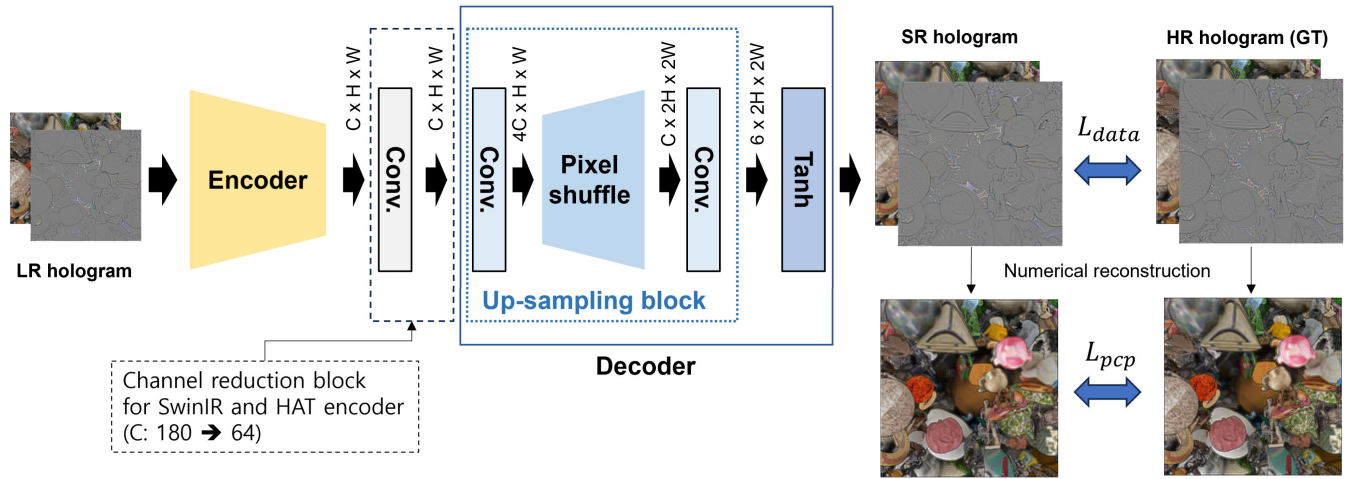 LR hologram
Encoder
C x H x W
Conv.
C x H x W
Conv.
4C x H x W
Pixel
shuffle
C x 2H x 2W
Conv.
6 x 2H x 2W
Tanh
Up-sampling block
Decoder
Channel reduction block
for SwinIR and HAT encoder
(C: 180 → 64)
SR hologram
HR hologram (GT)
L_data
Numerical reconstruction
L_pcp